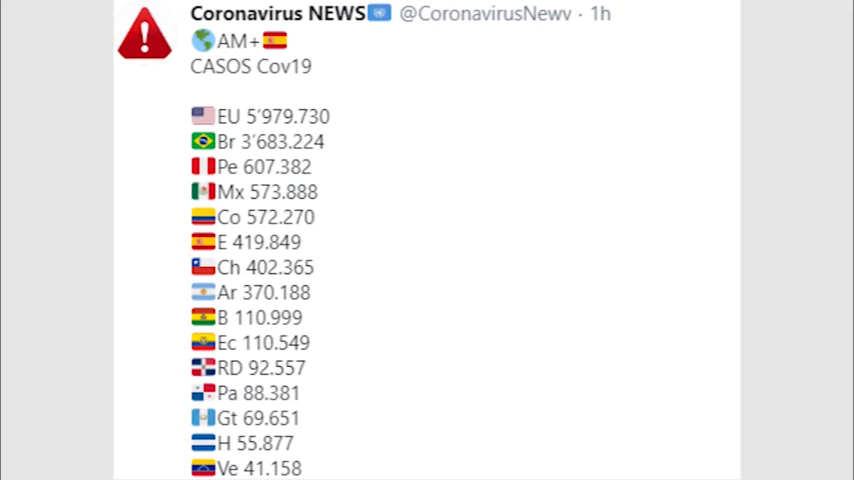 Coronavirus NEWS @CoronavirusNewv · 1h
AM+
CASOS Cov19
EU 5´979.730
Br 3´683.224
Pe 607.382
Mx 573.888
Co 572.270
E 419.849
Ch 402.365
Ar 370.188
B 110.999
Ec 110.549
RD 92.557
Pa 88.381
Gt 69.651
H 55.877
Ve 41.158